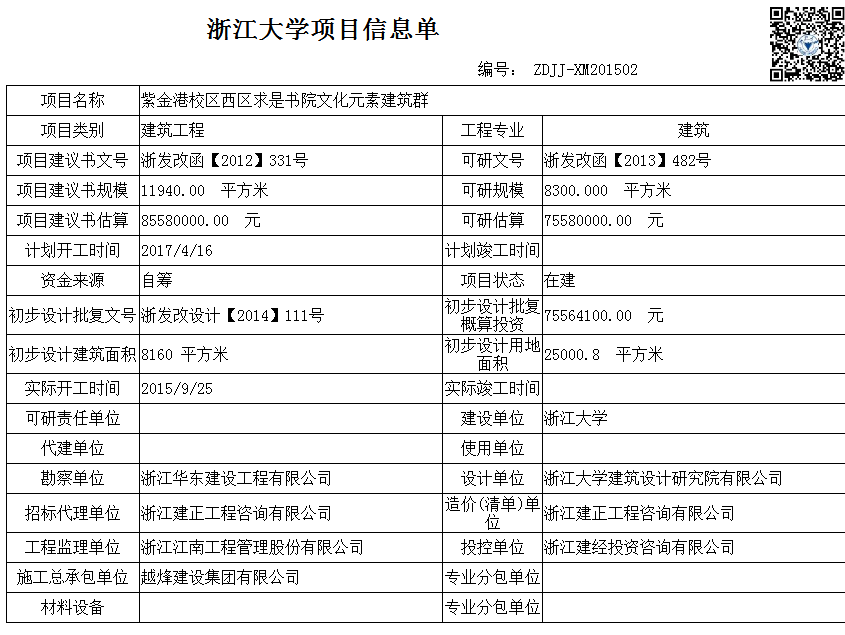 浙江大学项目信息单
编号： ZDJJ-XM201502
项目名称 紫金港校区西区求是书院文化元素建筑群
项目类别 建筑工程 工程专业 建筑
项目建议书文号 浙发改函【2012】331号 可研文号 浙发改函【2013】482号
项目建议书规模 11940.00 平方米 可研规模 8300.000 平方米
项目建议书估算 85580000.00 元 可研估算 75580000.00 元
计划开工时间 2017/4/16 计划竣工时间
资金来源 自筹 项目状态 在建
初步设计批复文号 浙发改设计【2014】111号 初步设计批复
概算投资 75564100.00 元
初步设计建筑面积 8160 平方米 初步设计用地
面积 25000.8 平方米
实际开工时间 2015/9/25 实际竣工时间
可研责任单位 建设单位 浙江大学
代建单位 使用单位
勘察单位 浙江华东建设工程有限公司 设计单位 浙江大学建筑设计研究院有限公司
招标代理单位 浙江建正工程咨询有限公司 造价(清单)单
位 浙江建正工程咨询有限公司
工程监理单位 浙江江南工程管理股份有限公司 投控单位 浙江建经投资咨询有限公司
施工总承包单位 越烽建设集团有限公司 专业分包单位
材料设备 专业分包单位